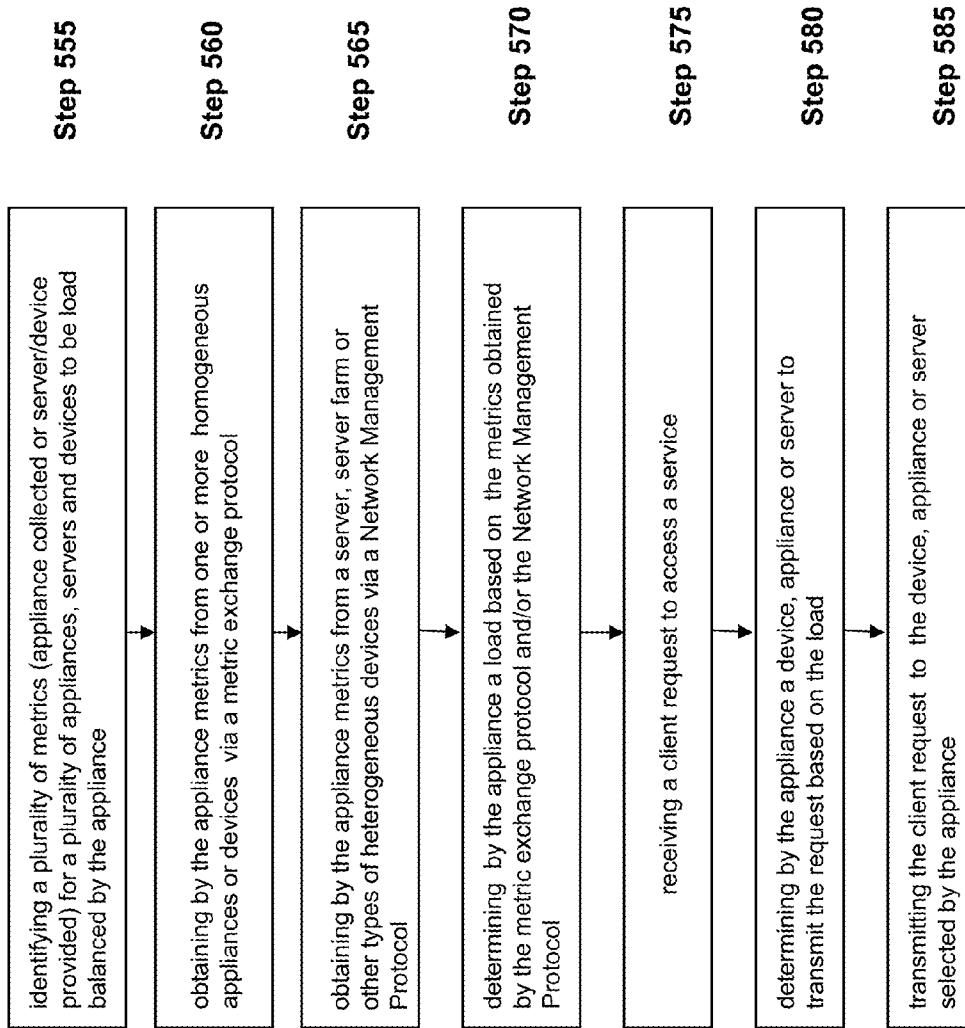 identifying a plurality of metrics (appliance collected or server/device
provided) for a plurality of appliances, servers and devices to be load
balanced by the appliance
Step 555
obtaining by the appliance metrics from one or more homogeneous
appliances or devices via a metric exchange protocol
Step 560
obtaining by the appliance metrics from a server, server farm or
other types of heterogeneous devices via a Network Management
Protocol
Step 565
determining by the appliance a load based on the metrics obtained
by the metric exchange protocol and/or the Network Management
Protocol
Step 570
receiving a client request to access a service
Step 575
determining by the appliance a device, appliance or server to
transmit the request based on the load
Step 580
transmitting the client request to the device, appliance or server
selected by the appliance
Step 585